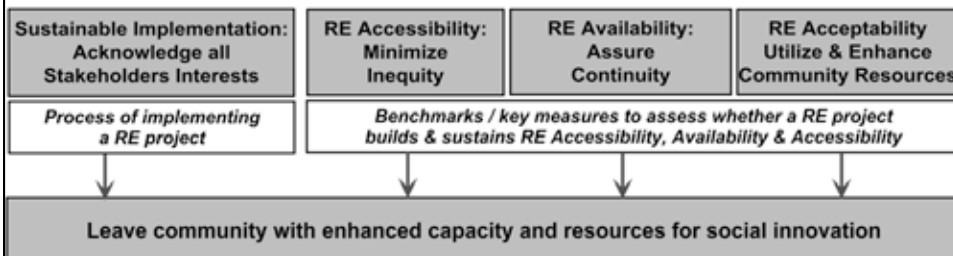 Sustainable Implementation:
Acknowledge all
Stakeholders Interests
RE Accessibility:
Minimize
Inequity
RE Availability:
Assure
Continuity
RE Acceptability
Utilize & Enhance
Community Resources
Process of implementing
a RE project
Benchmarks / key measures to assess whether a RE project
builds & sustains RE Accessibility, Availability & Accessibility
Leave community with enhanced capacity and resources for social innovation